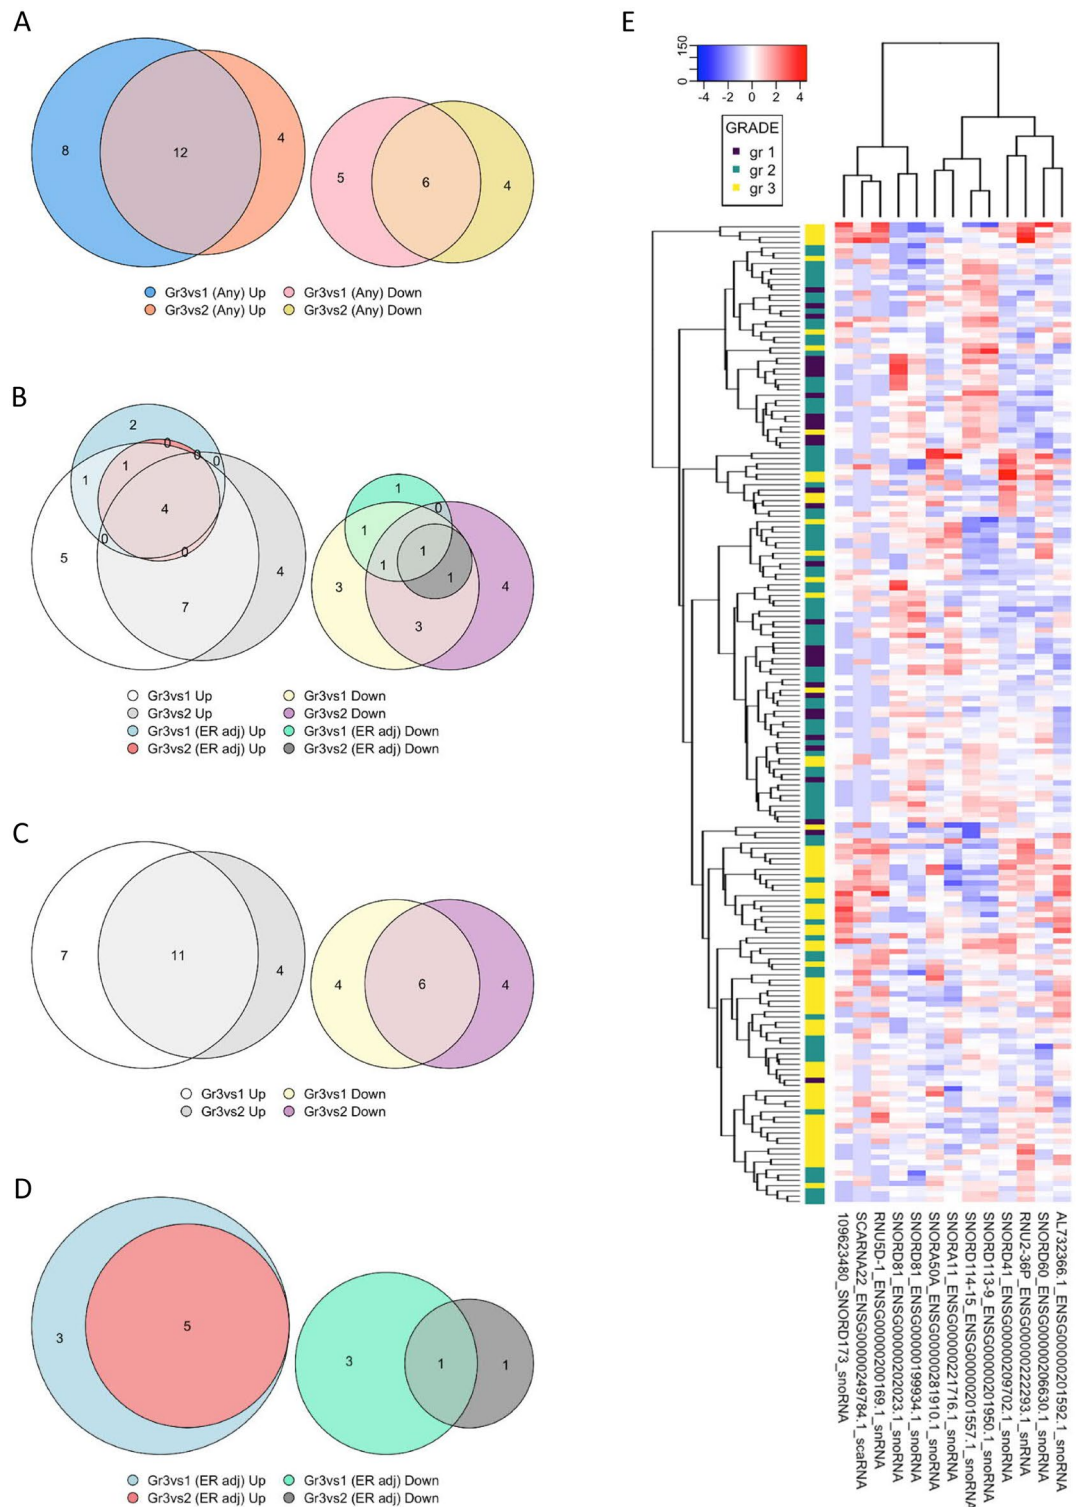 A
8
12
4
5
6
4
Gr3vs1 (Any) Up
Gr3vs2 (Any) Up
Gr3vs1 (Any) Down
Gr3vs2 (Any) Down
B
2
0
0
0
1
1
4
0
0
5
7
4
1
0
1
1
1
1
3
4
3
Gr3vs1 Up
Gr3vs2 Up
Gr3vs1 (ER adj) Up
Gr3vs2 (ER adj) Up
Gr3vs1 Down
Gr3vs2 Down
Gr3vs1 (ER adj) Down
Gr3vs2 (ER adj) Down
C
7
11
4
4
6
4
Gr3vs1 Up
Gr3vs2 Up
Gr3vs1 Down
Gr3vs2 Down
D
3
5
3
1
1
Gr3vs1 (ER adj) Up
Gr3vs2 (ER adj) Up
Gr3vs1 (ER adj) Down
Gr3vs2 (ER adj) Down
E
0 150
-4 -2 0 2 4
GRADE
gr 1
gr 2
gr 3
109623480_SNORD173_snoRNA
SCARNA22_ENSG00000249784.1_scaRNA
RNU5D-1_ENSG00000200169.1_snRNA
SNORD81_ENSG00000202023.1_snoRNA
SNORD81_ENSG00000199934.1_snoRNA
SNORA50A_ENSG00000281910.1_snoRNA
SNORA11_ENSG00000221716.1_snoRNA
SNORD114-15_ENSG00000201557.1_snoRNA
SNORD113-9_ENSG00000201950.1_snoRNA
SNORD41_ENSG00000209702.1_snoRNA
RNU2-36P_ENSG00000222293.1_snRNA
SNORD60_ENSG00000206630.1_snoRNA
AL732366.1_ENSG00000201592.1_snoRNA